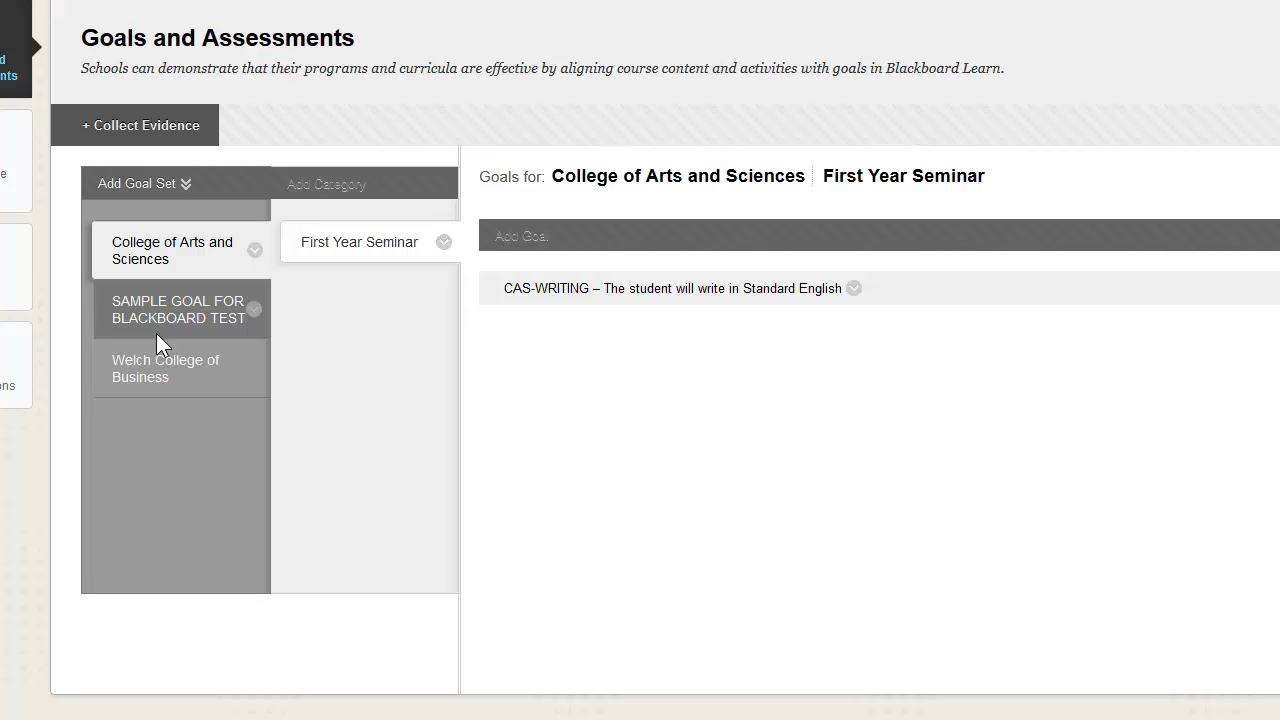 Goals and Assessments
Schools can demonstrate that their programs and curricula are effective by aligning course content and activities with goals in Blackboard Learn.
+ Collect Evidence
Add Goal Set
Add Category
College of Arts and
Sciences
SAMPLE GOAL FOR
BLACKBOARD TEST
Welch College of
Business
First Year Seminar
Goals for: College of Arts and Sciences First Year Seminar
Add Goal
CAS-WRITING – The student will write in Standard English
d
nts
e
ons